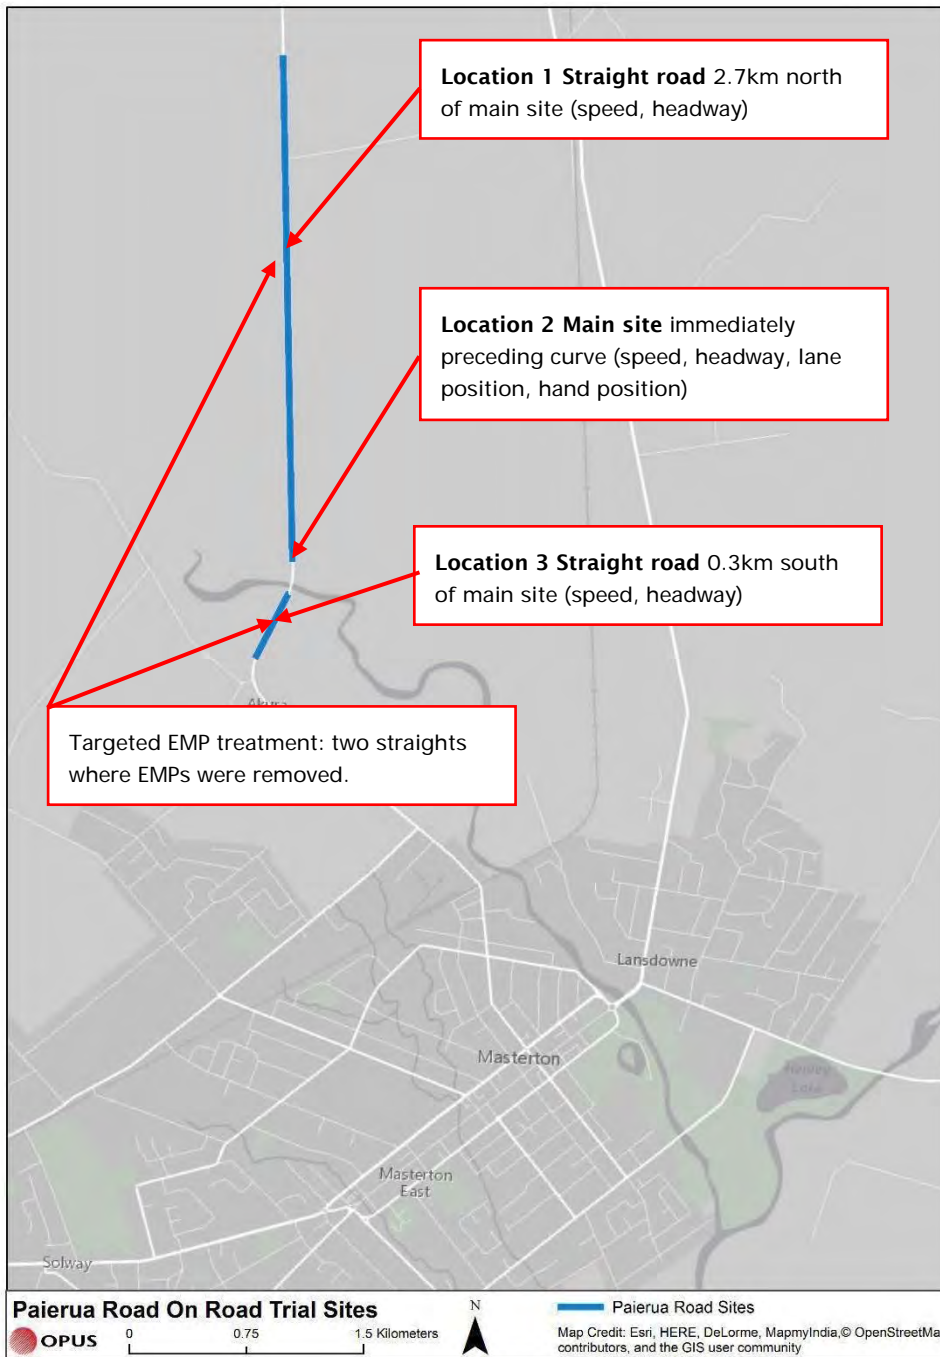 Location 1 Straight road 2.7km north
of main site (speed, headway)
Location 2 Main site immediately
preceding curve (speed, headway, lane
position, hand position)
Location 3 Straight road 0.3km south
of main site (speed, headway)
Akura
Targeted EMP treatment: two straights
where EMPs were removed.
Lansdowne
Masterton
Henley
Lake
Masterton
East
Solway
Paierua Road On Road Trial Sites
OPUS
0 0.75 1.5 Kilometers
N
Paierua Road Sites
Map Credit: Esri, HERE, DeLorme, MapmyIndia,© OpenStreetMa
contributors, and the GIS user community